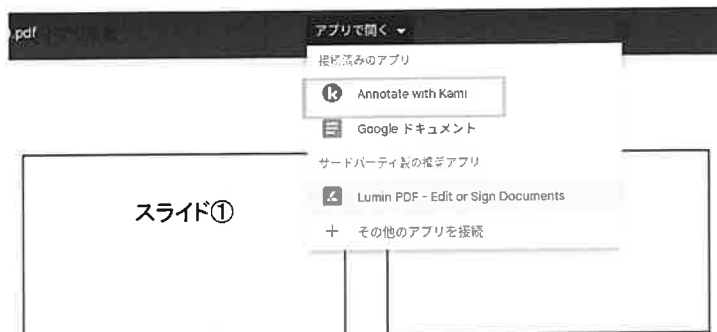 .pdf
アプリで開く
接続済みのアプリ
Annotate with Kami
Google ドキュメント
サードパーティ製の推奨アプリ
Lumin PDF - Edit or Sign Documents
+ その他のアプリを接続
スライド①